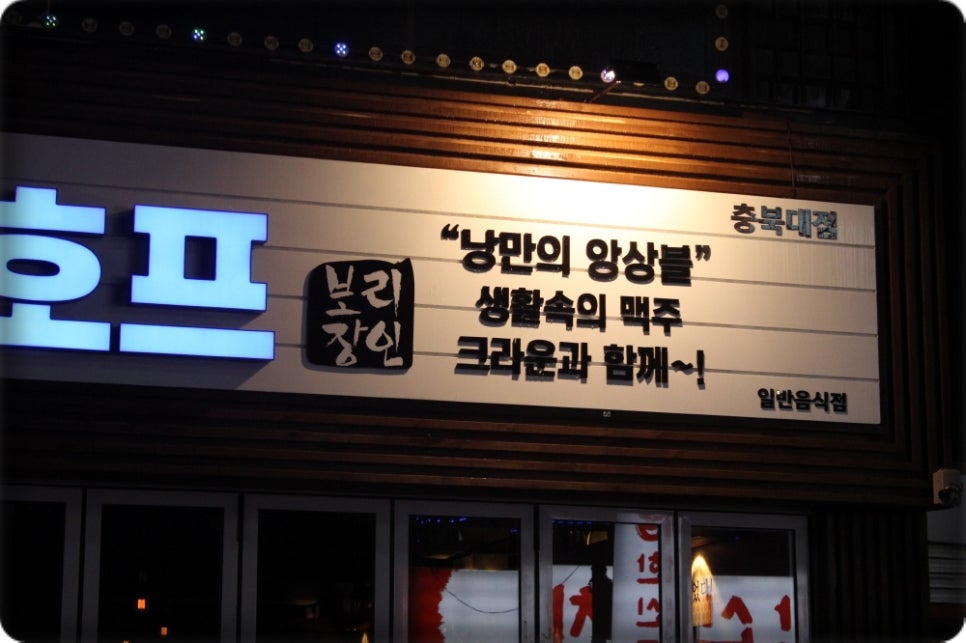 호프
보리
장인
"낭만의 앙상블"
생활속의 맥주
크라운과 함께~!
충북대점
일반음식점